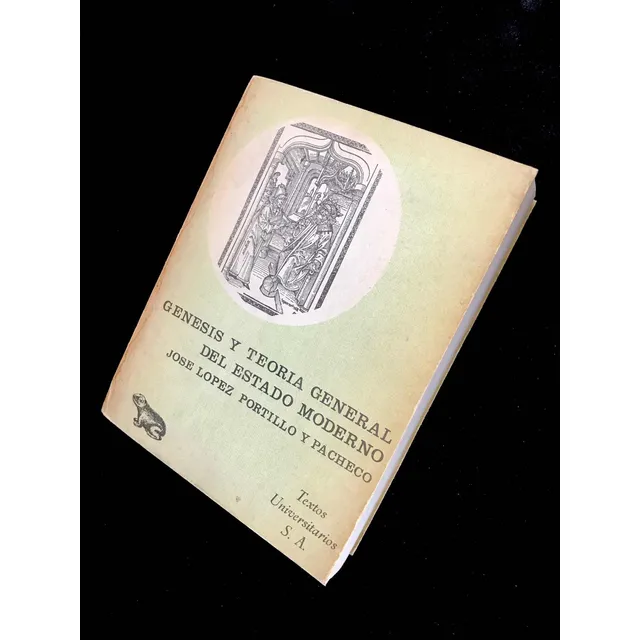 GENESIS Y TEORIA GENERAL
DEL ESTADO MODERNO
JOSE LOPEZ PORTILLO Y PACHECO
Textos
Universitarios
S. A.